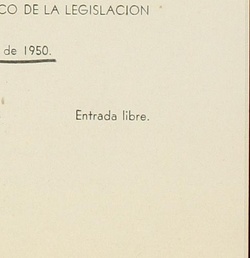 CO DE LA LEGISLACION
de 1950.
Entrada libre.